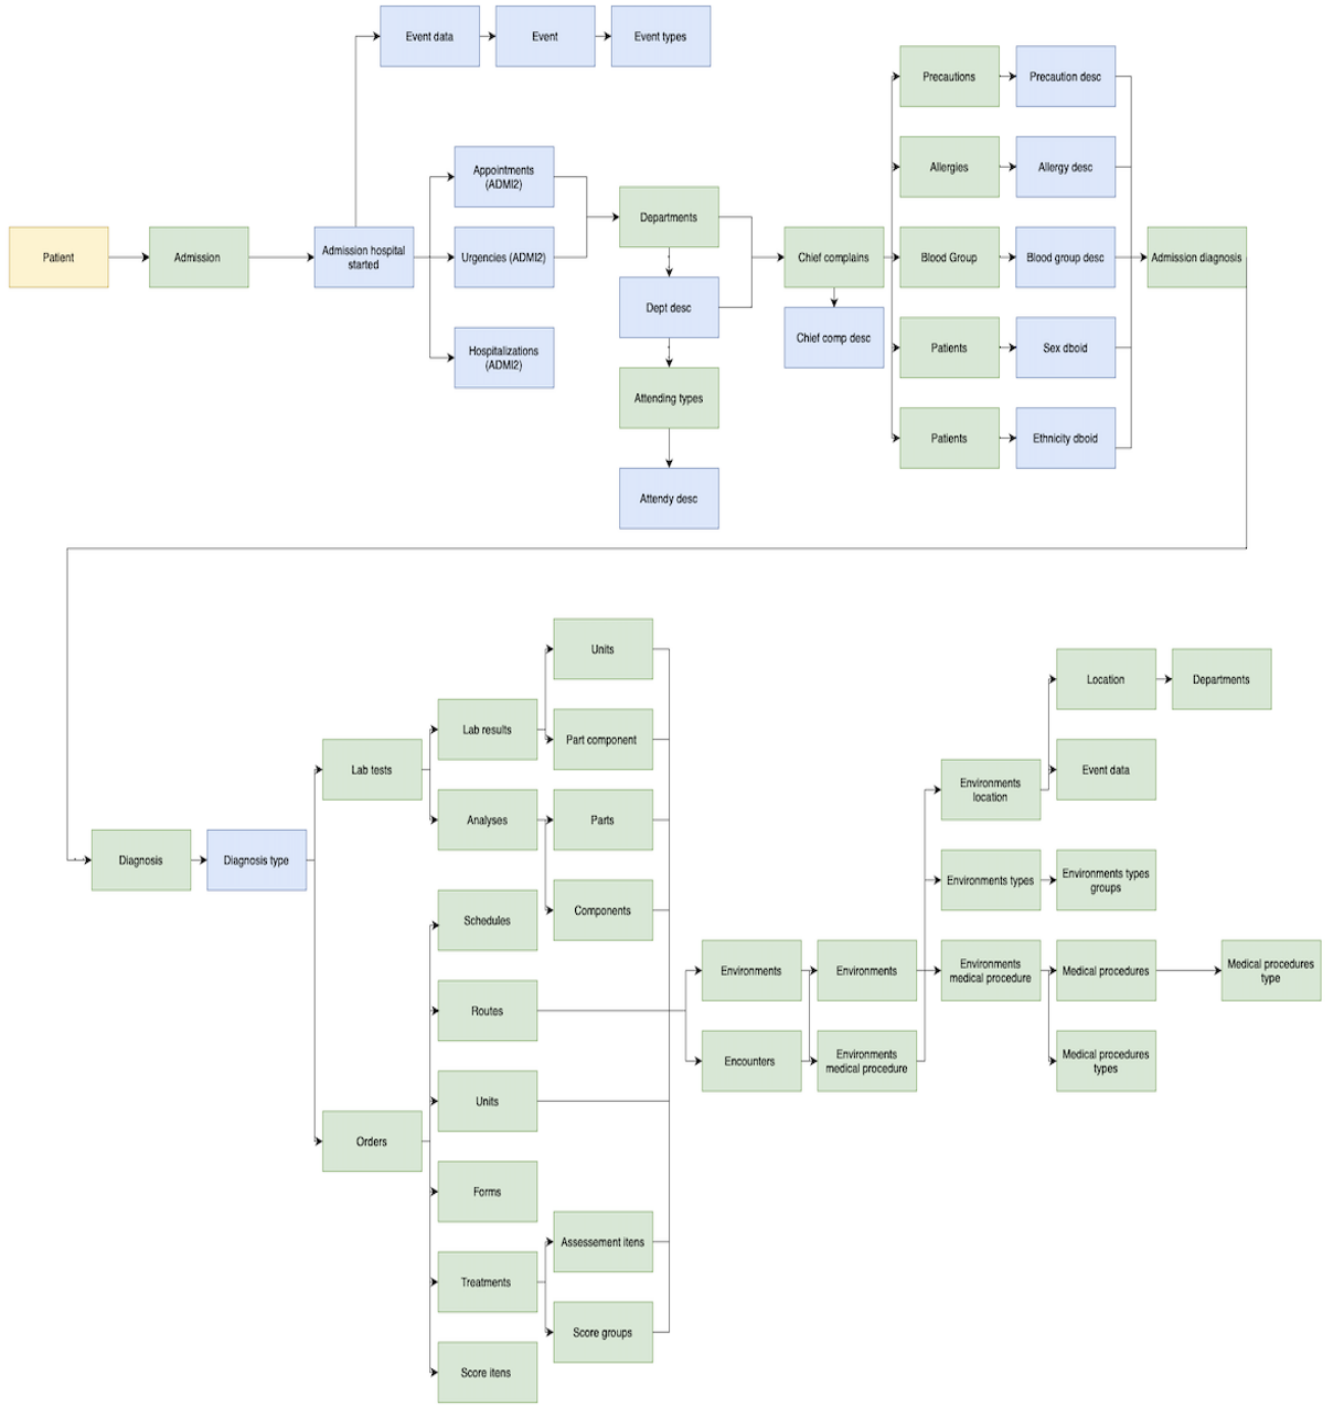 Event data
Event
Event types
Precautions
Precaution desc
Appointments
(ADMI2)
Allergies
Allergy desc
Departments
Patient
Admission
Admission hospital
started
Urgencies (ADMI2)
Chief complains
Blood Group
Blood group desc
Admission diagnosis
Dept desc
Chief comp desc
Hospitalizations
(ADMI2)
Patients
Sex dboid
Attending types
Patients
Ethnicity dboid
Attendy desc
Units
Location
Departments
Lab results
Part component
Lab tests
Event data
Environments
location
Analyses
Parts
Diagnosis
Diagnosis type
Environments types
Environments types
groups
Schedules
Components
Environments
Environments
Environments
medical procedure
Medical procedures
Medical procedures
type
Routes
Encounters
Environments
medical procedure
Medical procedures
types
Units
Orders
Forms
Assessement itens
Treatments
Score groups
Score itens